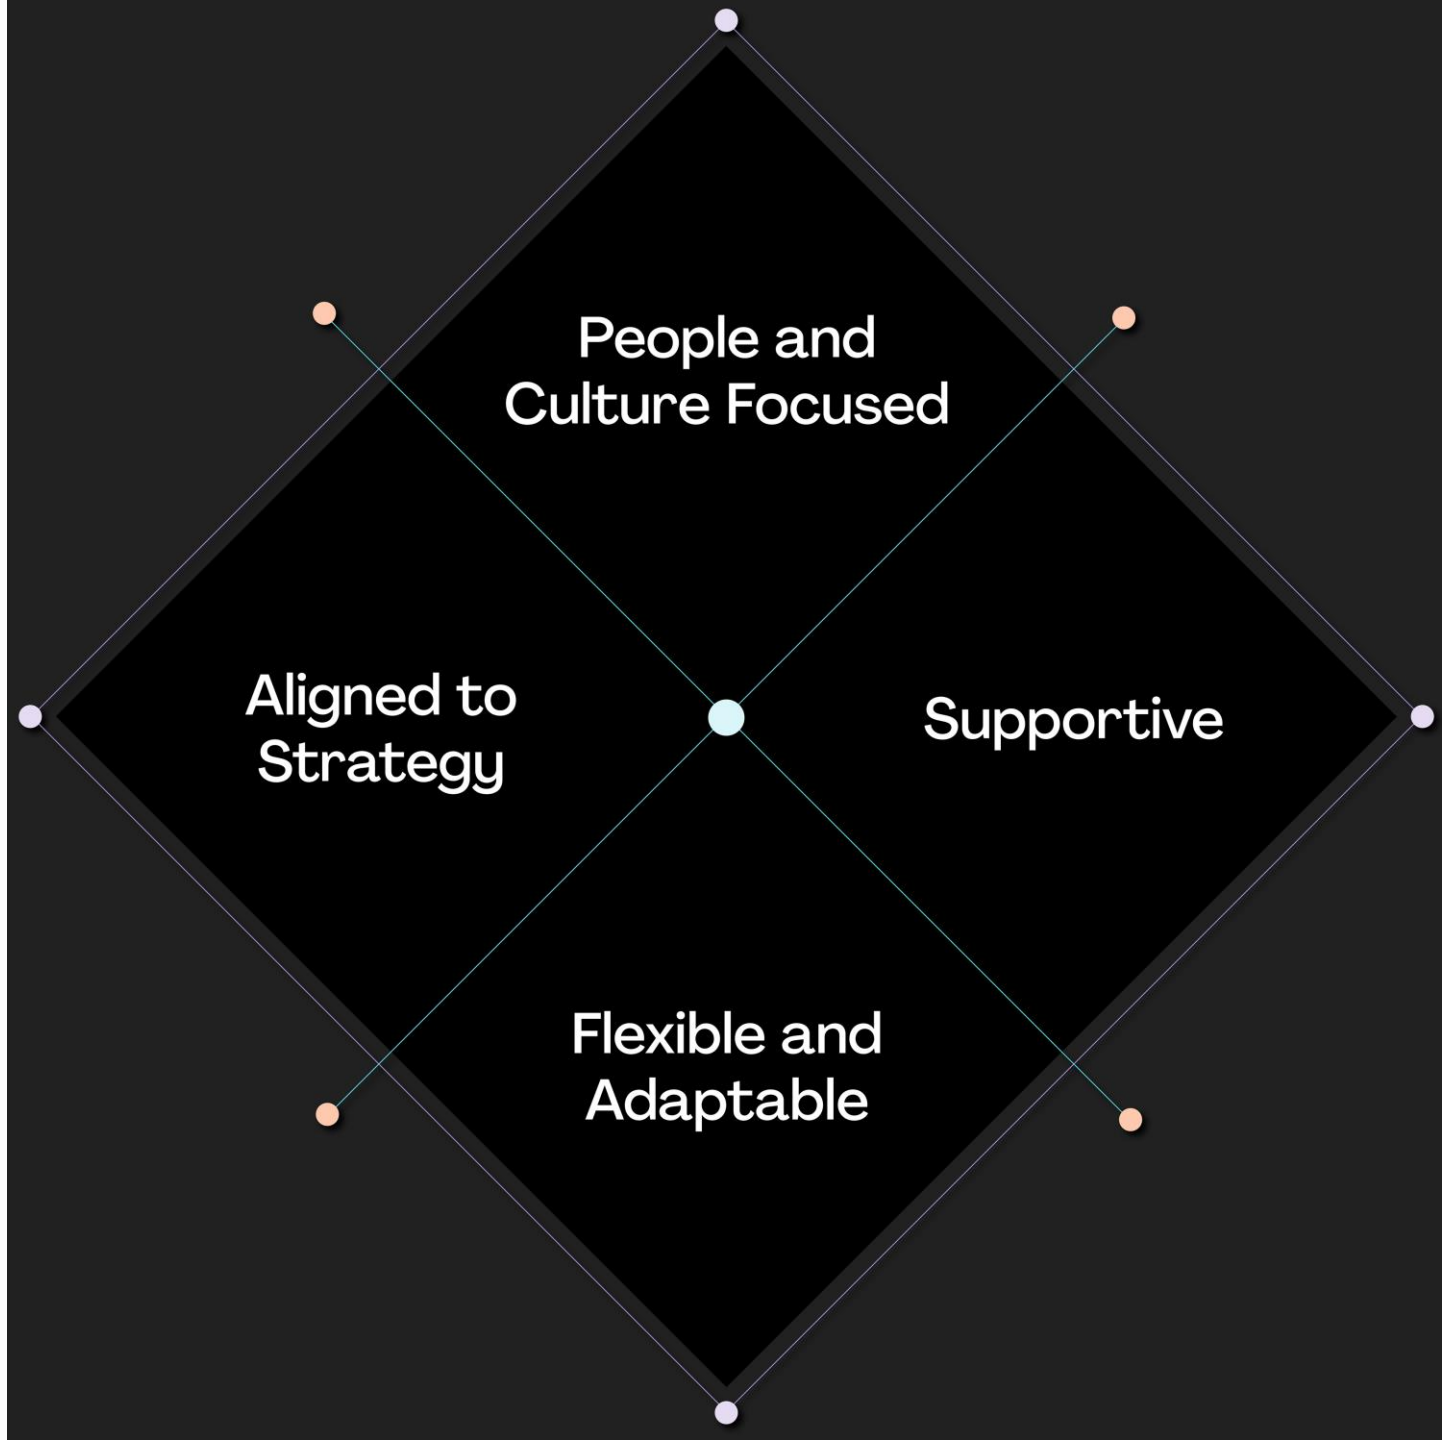 People and
Culture Focused
Aligned to
Strategy
Supportive
Flexible and
Adaptable